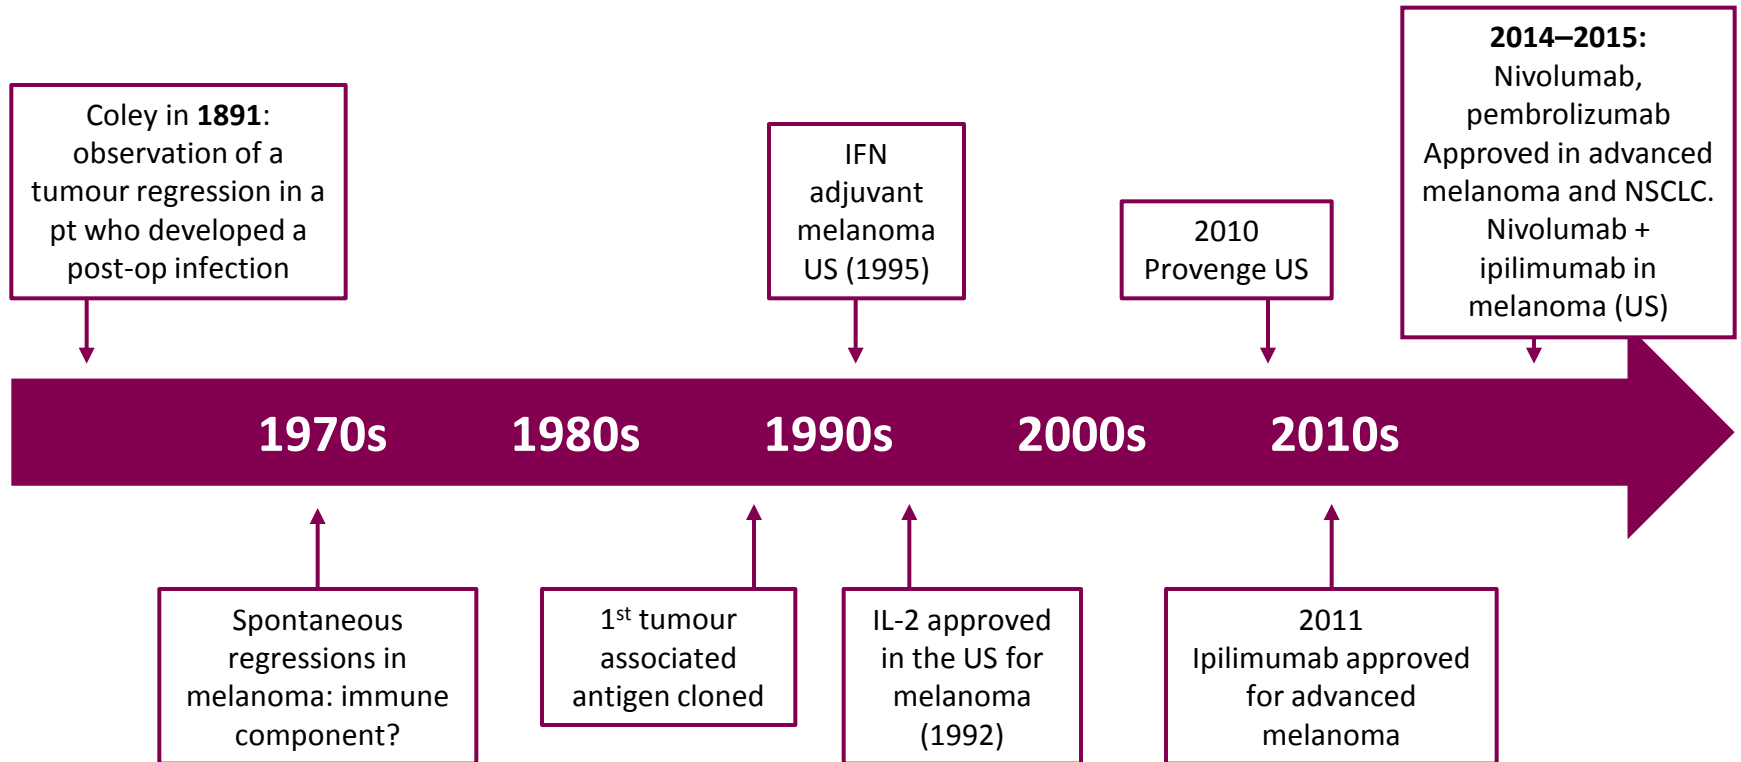 Coley in 1891:
observation of a
tumour regression in a
pt who developed a
post-op infection
IFN
adjuvant
melanoma
US (1995)
2010
Provenge US
2014–2015:
Nivolumab,
pembrolizumab
Approved in advanced
melanoma and NSCLC.
Nivolumab +
ipilimumab in
melanoma (US)
1970s
1980s
1990s
2000s
2010s
Spontaneous
regressions in
melanoma: immune
component?
1st tumour
associated
antigen cloned
IL-2 approved
in the US for
melanoma
(1992)
2011
Ipilimumab approved
for advanced
melanoma